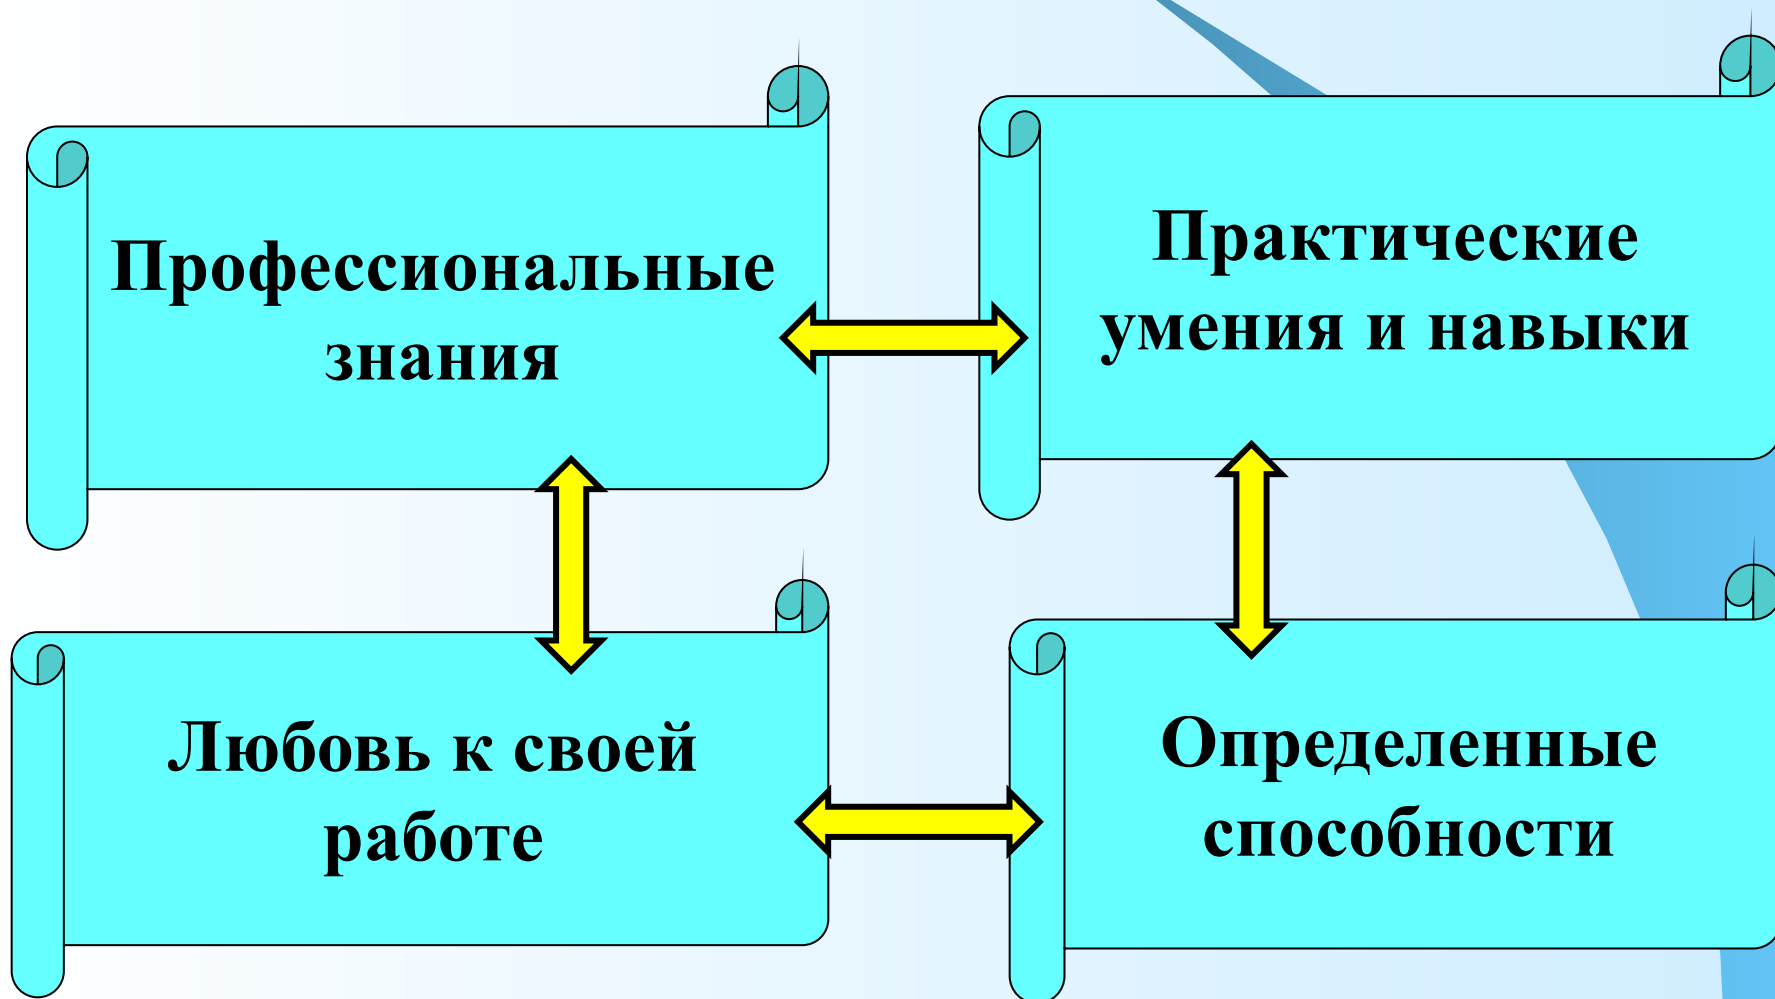 Профессиональные
знания
Практические
умения и навыки
Любовь к своей
работе
Определенные
способности